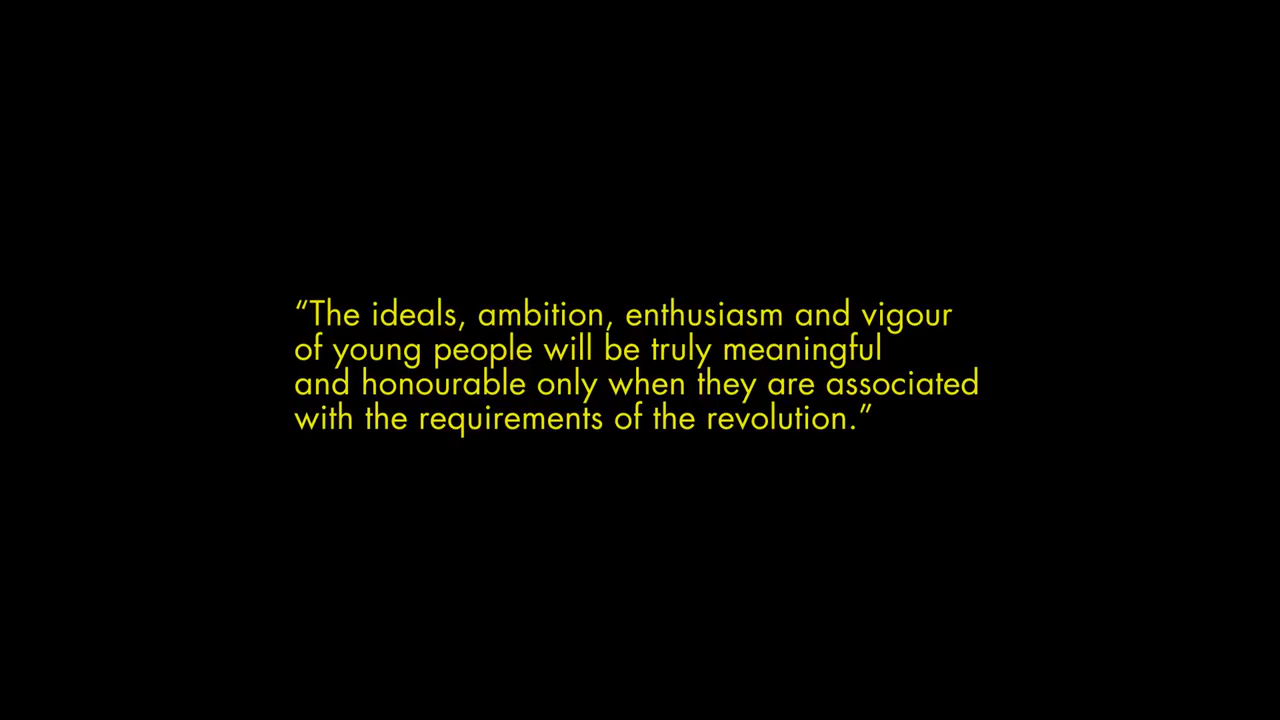 “The ideals, ambition, enthusiasm and vigour
of young people will be truly meaningful
and honourable only when they are associated
with the requirements of the revolution.”